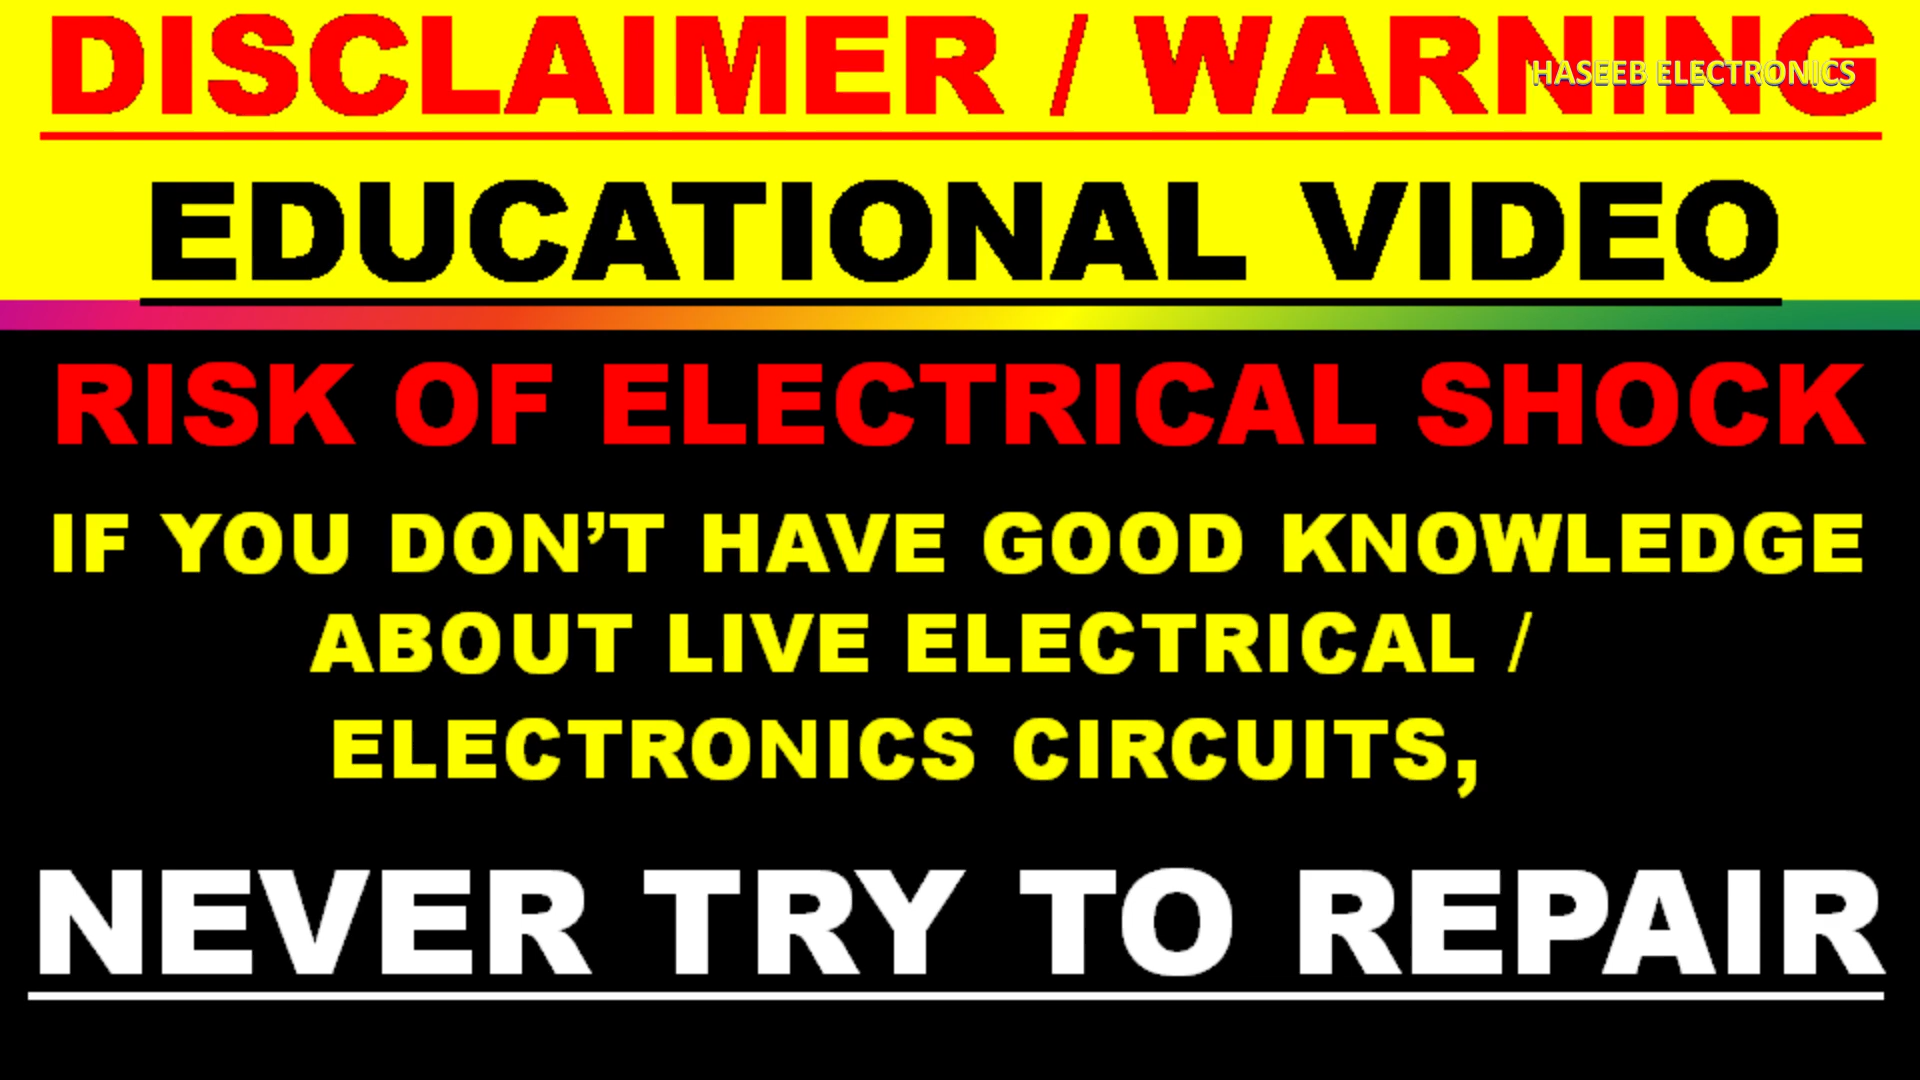 DISCLAIMER / WARNING
HASEEB ELECTRONICS
EDUCATIONAL VIDEO
RISK OF ELECTRICAL SHOCK
IF YOU DON’T HAVE GOOD KNOWLEDGE
ABOUT LIVE ELECTRICAL /
ELECTRONICS CIRCUITS,
NEVER TRY TO REPAIR